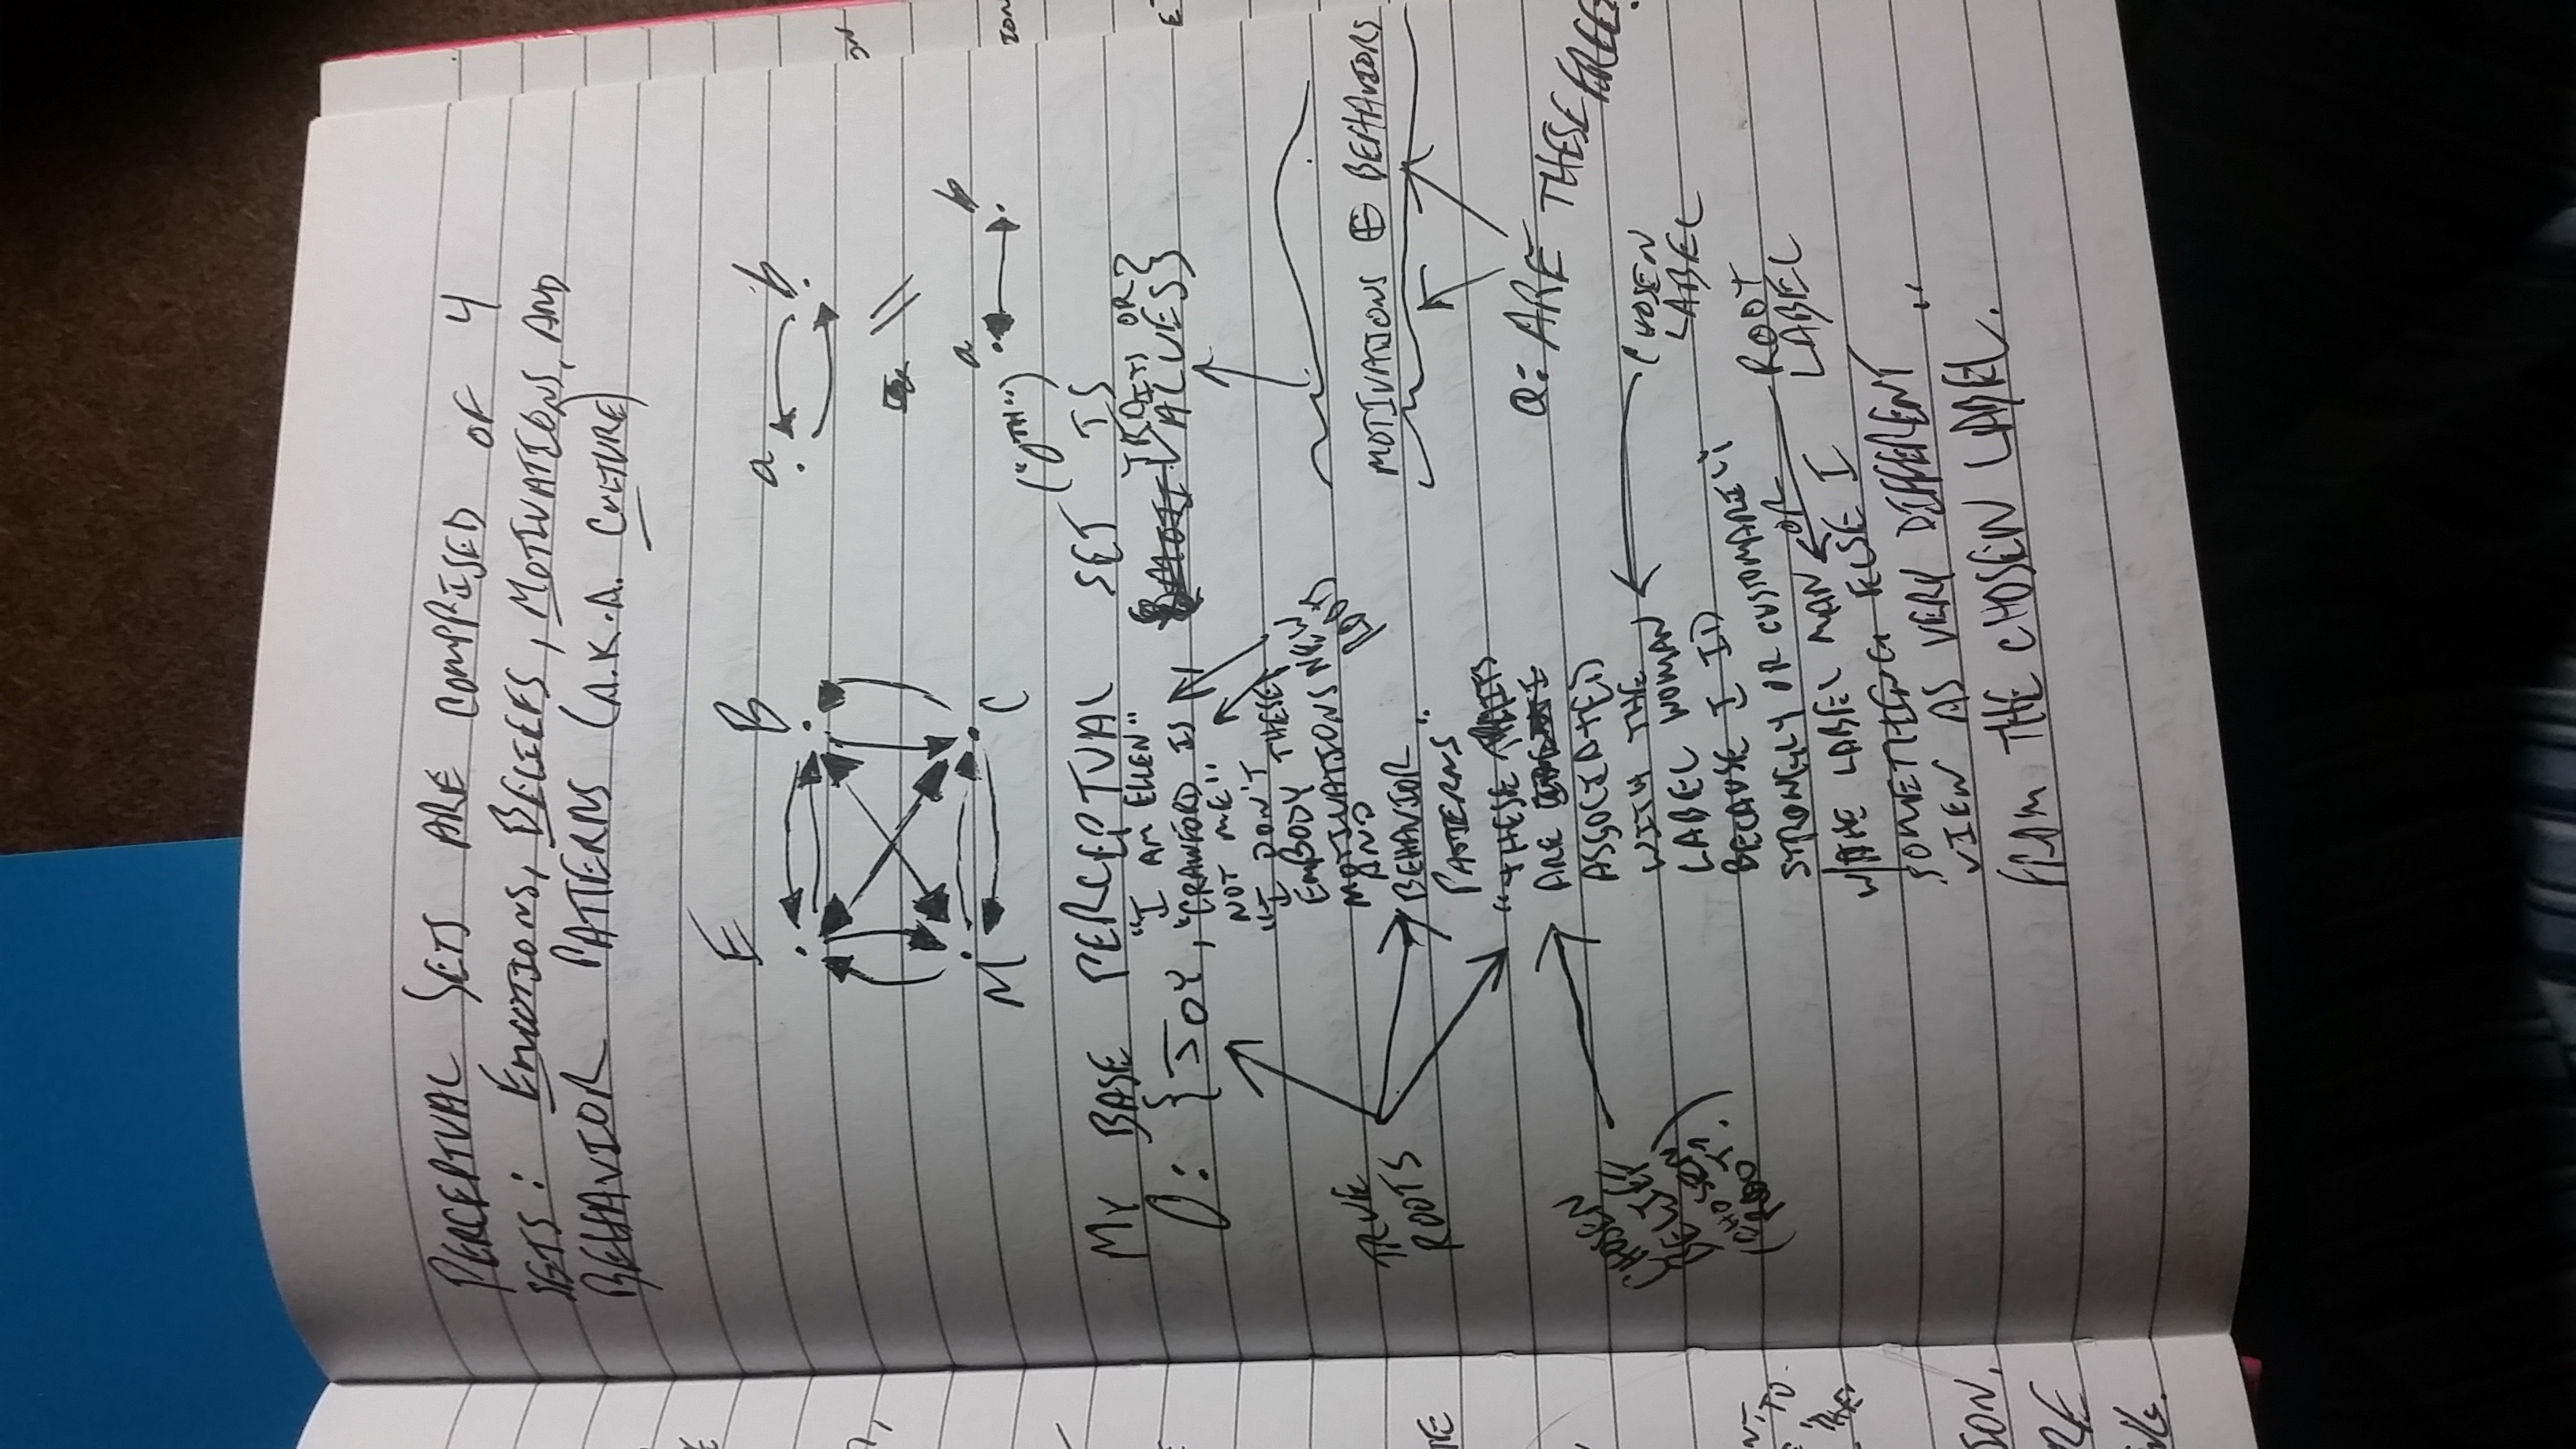 PERCEPTUAL SETS ARE COMPRISED OF 4
SETS: EMOTIONS, BELIEFS, MOTIVATIONS, AND
BEHAVIOR PATTERNS (A.K.A. CULTURE)
E
B
M
C
a
b
a
b
("0TH")
MY BASE PERCEPTUAL SET IS
0: {JOY,
"I AM ELLEN"
"CRAWFORD IS
NOT ME"
"I DON'T
EMBODY THESE
MOTIVATIONS
AND
BEHAVIOR
PATTERNS"
TRAITS OR
VALUES}
NEW
ROOTS
TRUE
ROOTS
MOTIVATIONS ⊕ BEHAVIORS
Q: ARE THESE FREE?
"THESE TRAITS
ARE
ASSOCIATED
WITH THE
LABEL WOMAN
BECAUSE I ID
STRONGLY OR CUSTOMARILY
W/THE LABEL MAN OR
SOMETHING ELSE I
VIEW AS VERY DIFFERENT
FROM THE CHOSEN LABEL."
CHOSEN
BELIEF
(CHOSEN
ROOT?)
CHOSEN
LABEL
ROOT
LABEL
ION
SON,
RE